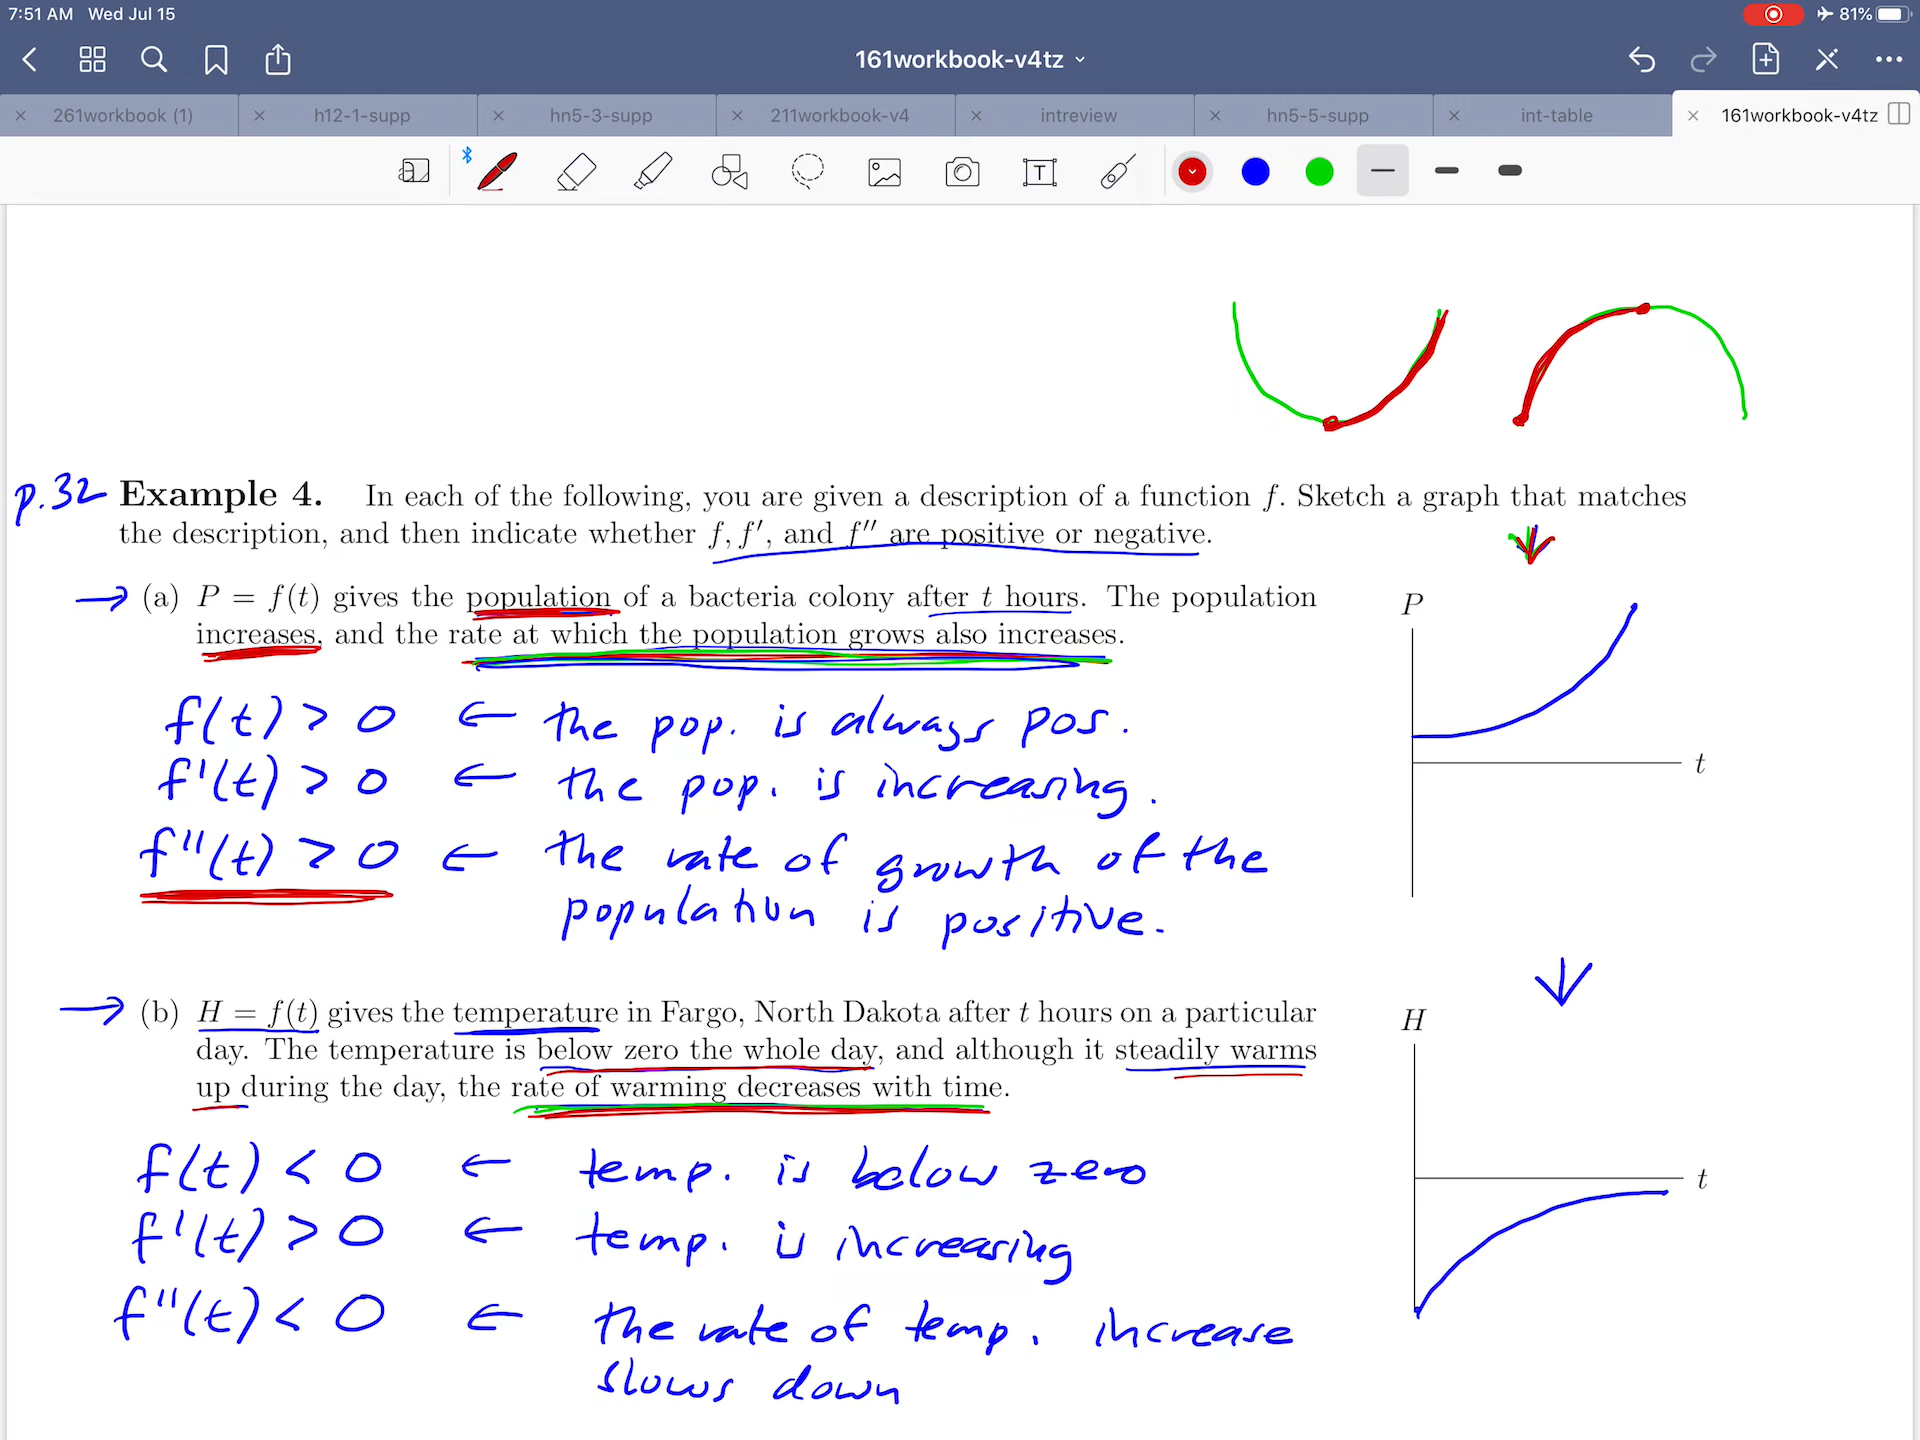 7:51 AM Wed Jul 15
81%
161workbook-v4tz
261workbook (1)
h12-1-supp
hn5-3-supp
211workbook-v4
intreview
hn5-5-supp
int-table
161workbook-v4tz
a
T
p.32 Example 4. In each of the following, you are given a description of a function f. Sketch a graph that matches
the description, and then indicate whether f, f′, and f″ are positive or negative.
→ (a) P = f(t) gives the population of a bacteria colony after t hours. The population
increases, and the rate at which the population grows also increases.
P
t
f(t) > 0 ← the pop. is always pos.
f'(t) > 0 ← the pop. is increasing.
f''(t) > 0 ← the rate of growth of the
population is positive.
→ (b) H = f(t) gives the temperature in Fargo, North Dakota after t hours on a particular
day. The temperature is below zero the whole day, and although it steadily warms
up during the day, the rate of warming decreases with time.
H
t
f(t) < 0 ← temp. is below zero
f'(t) > 0 ← temp. is increasing
f''(t) < 0 ← the rate of temp. increase
slows down